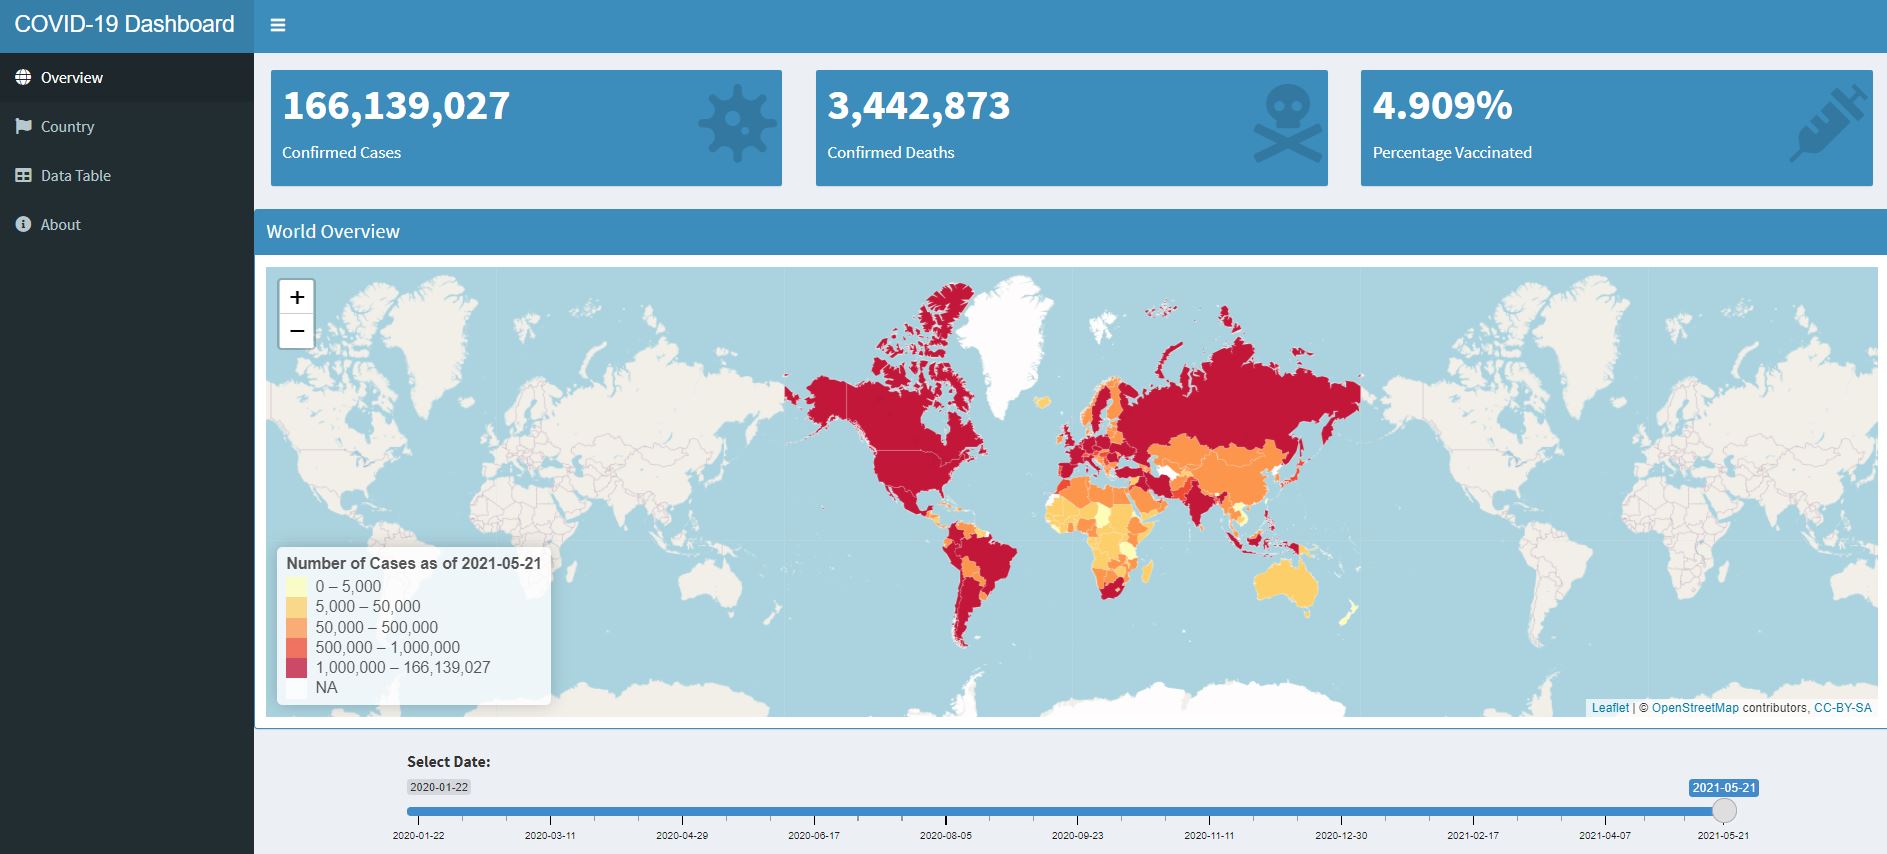 COVID-19 Dashboard
Overview
Country
Data Table
About
166,139,027
Confirmed Cases
3,442,873
Confirmed Deaths
4.909%
Percentage Vaccinated
World Overview
+
−
Number of Cases as of 2021-05-21
0 – 5,000
5,000 – 50,000
50,000 – 500,000
500,000 – 1,000,000
1,000,000 – 166,139,027
NA
Leaflet | © OpenStreetMap contributors, CC-BY-SA
Select Date:
2020-01-22 2021-05-21
2020-01-22 2020-03-11 2020-04-29 2020-06-17 2020-08-05 2020-09-23 2020-11-11 2020-12-30 2021-02-17 2021-04-07 2021-05-21